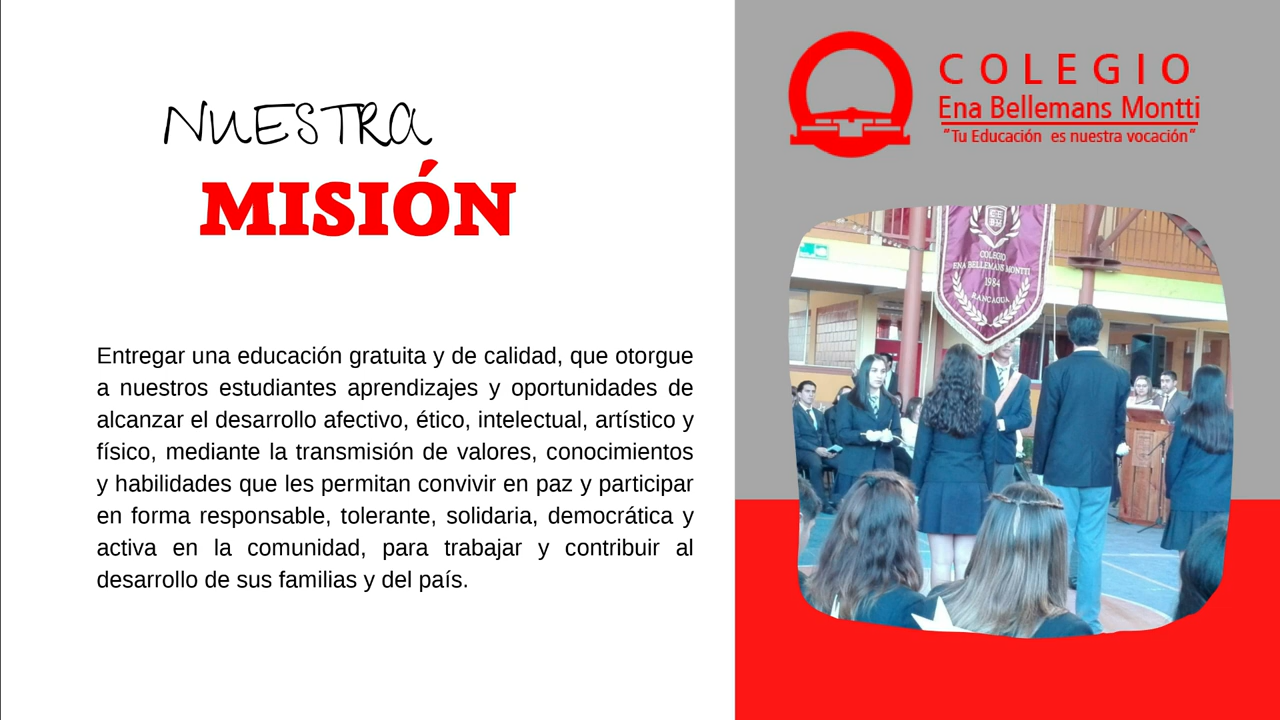 NUESTRA
MISIÓN
Entregar una educación gratuita y de calidad, que otorgue
a nuestros estudiantes aprendizajes y oportunidades de
alcanzar el desarrollo afectivo, ético, intelectual, artístico y
físico, mediante la transmisión de valores, conocimientos
y habilidades que les permitan convivir en paz y participar
en forma responsable, tolerante, solidaria, democrática y
activa en la comunidad, para trabajar y contribuir al
desarrollo de sus familias y del país.
COLEGIO
Ena Bellemans Montti
“Tu Educación es nuestra vocación”
COLEGIO
ENA BELLEMANS MONTTI
1984
RANCAGUA